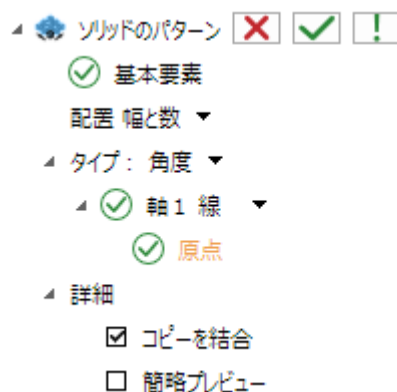 ソリッドのパターン
基本要素
配置 幅と数
タイプ: 角度
軸1 線
原点
詳細
コピーを結合
簡略プレビュー